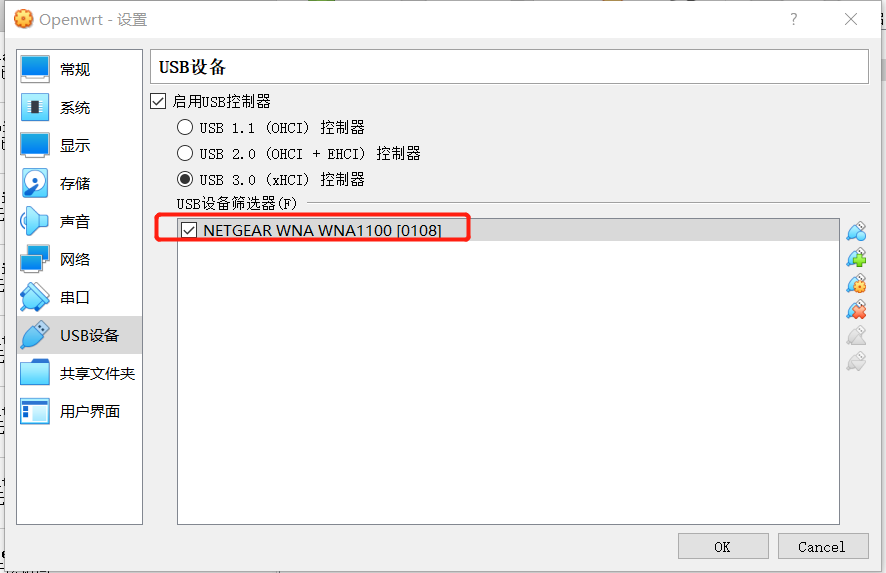 Openwrt - 设置
常规
系统
显示
存储
声音
网络
串口
USB设备
共享文件夹
用户界面
USB设备
启用USB控制器
USB 1.1 (OHCI) 控制器
USB 2.0 (OHCI + EHCI) 控制器
USB 3.0 (xHCI) 控制器
USB设备筛选器(F)
NETGEAR WNA WNA1100 [0108]
OK
Cancel